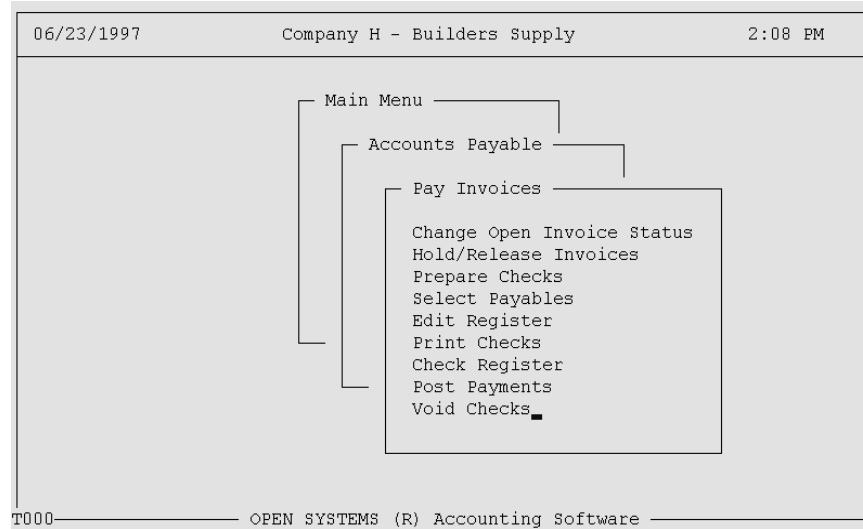 06/23/1997 Company H - Builders Supply 2:08 PM
Main Menu
Accounts Payable
Pay Invoices
Change Open Invoice Status
Hold/Release Invoices
Prepare Checks
Select Payables
Edit Register
Print Checks
Check Register
Post Payments
Void Checks
T000 OPEN SYSTEMS (R) Accounting Software